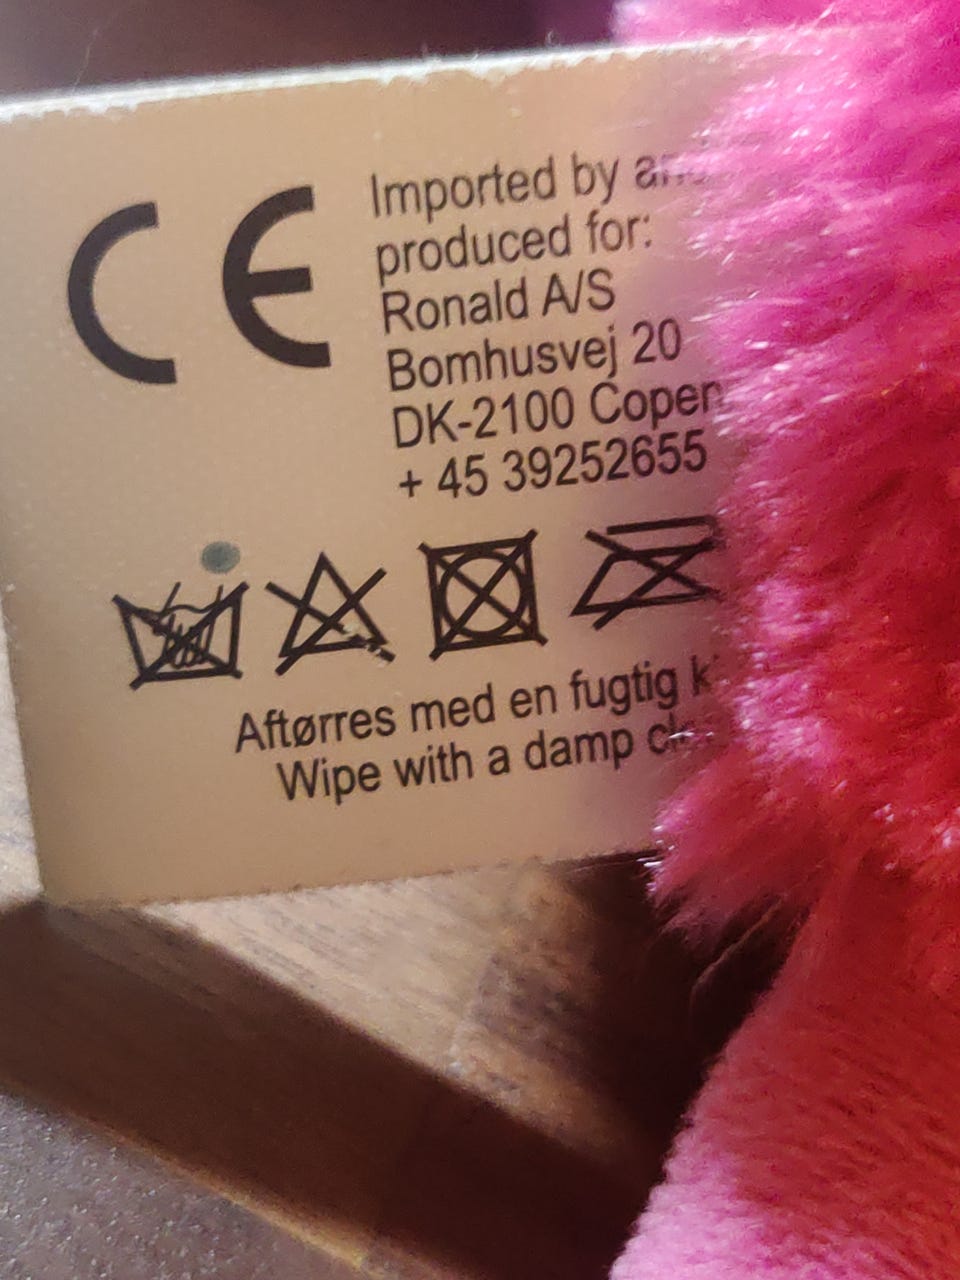 CE
Imported by
produced for:
Ronald A/S
Bomhusvej 20
DK-2100
+ 45 39252655
Aftørres med en fugtig
Wipe with a damp